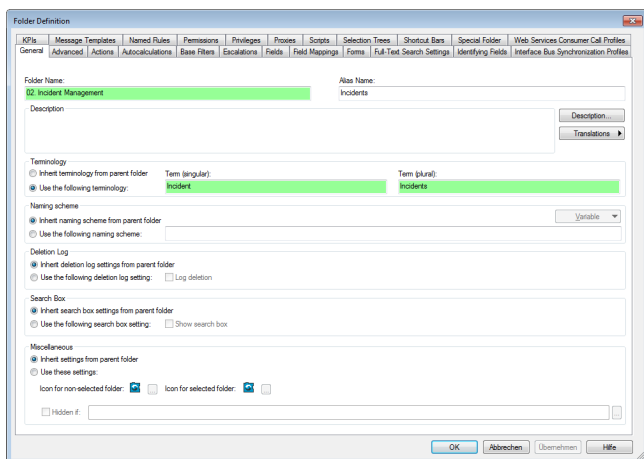 Folder Definition
KPIs Message Templates Named Rules Permissions Privileges Proxies Scripts Selection Trees Shortcut Bars Special Folder Web Services Consumer Call Profiles
General Advanced Actions Autocalculations Base Filters Escalations Fields Field Mappings Forms Full-Text Search Settings Identifying Fields Interface Bus Synchronization Profiles
Folder Name: Alias Name:
02. Incident Management Incidents
Description
Description...
Translations
Terminology
Inherit terminology from parent folder Term (singular): Term (plural):
Use the following terminology: Incident Incidents
Naming scheme
Inherit naming scheme from parent folder Variable
Use the following naming scheme:
Deletion Log
Inherit deletion log settings from parent folder
Use the following deletion log setting: Log deletion
Search Box
Inherit search box settings from parent folder
Use the following search box setting: Show search box
Miscellaneous
Inherit settings from parent folder
Use these settings:
Icon for non-selected folder: ... Icon for selected folder: ...
Hidden if: ...
OK Abbrechen Übernehmen Hilfe